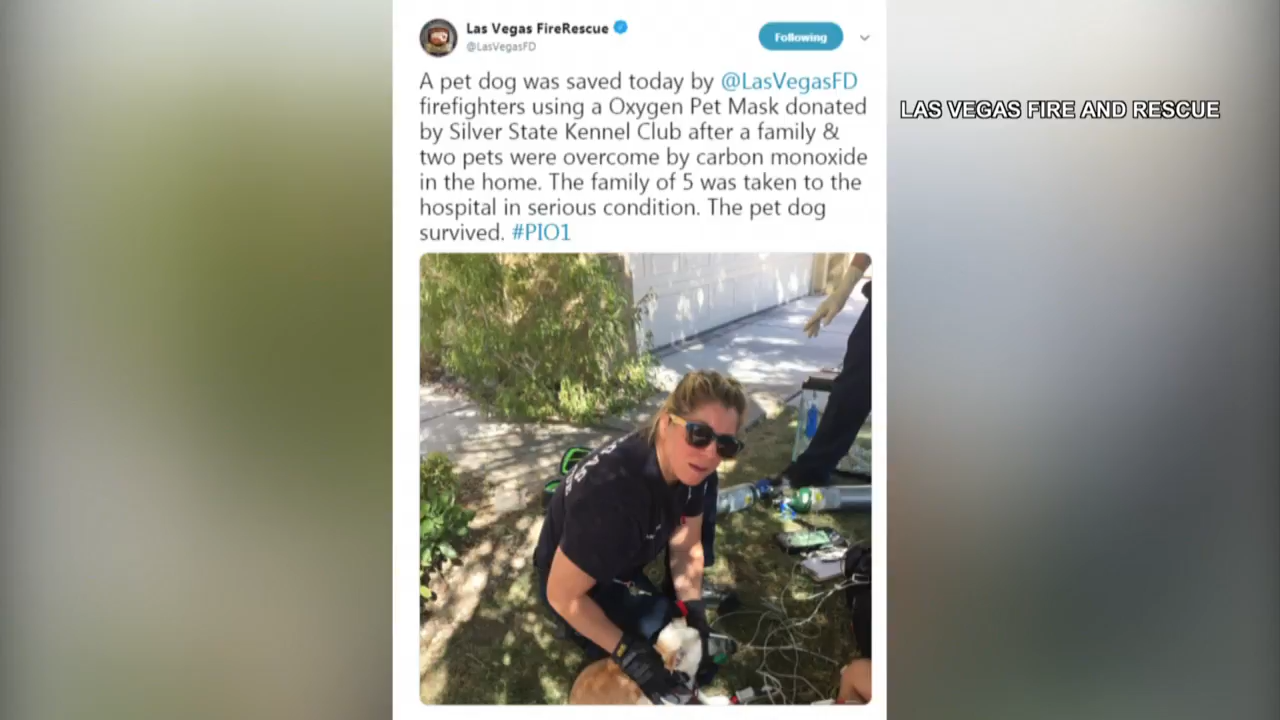 Las Vegas FireRescue
@LasVegasFD
Following
A pet dog was saved today by @LasVegasFD
firefighters using a Oxygen Pet Mask donated
by Silver State Kennel Club after a family &
two pets were overcome by carbon monoxide
in the home. The family of 5 was taken to the
hospital in serious condition. The pet dog
survived. #PIO1
LAS VEGAS FIRE AND RESCUE